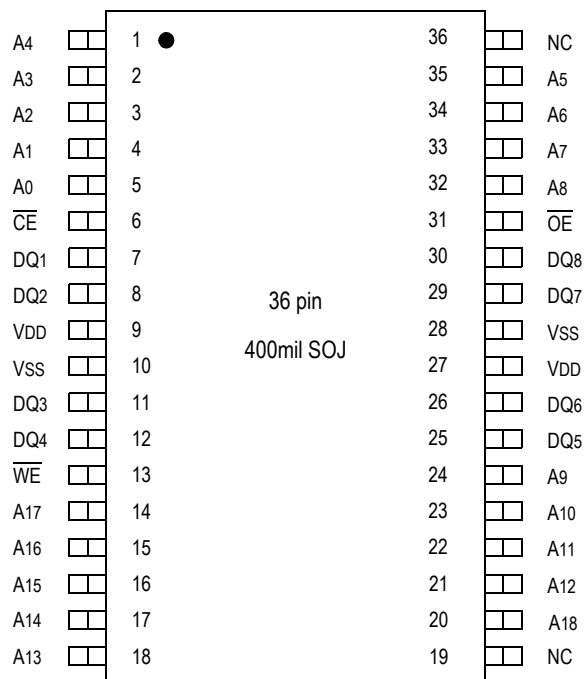 A4 1 36 NC
A3 2 35 A5
A2 3 34 A6
A1 4 33 A7
A0 5 32 A8
CE 6 31 OE
DQ1 7 30 DQ8
DQ2 8 29 DQ7
36 pin
VDD 9 28 VSS
400mil SOJ
VSS 10 27 VDD
DQ3 11 26 DQ6
DQ4 12 25 DQ5
WE 13 24 A9
A17 14 23 A10
A16 15 22 A11
A15 16 21 A12
A14 17 20 A18
A13 18 19 NC